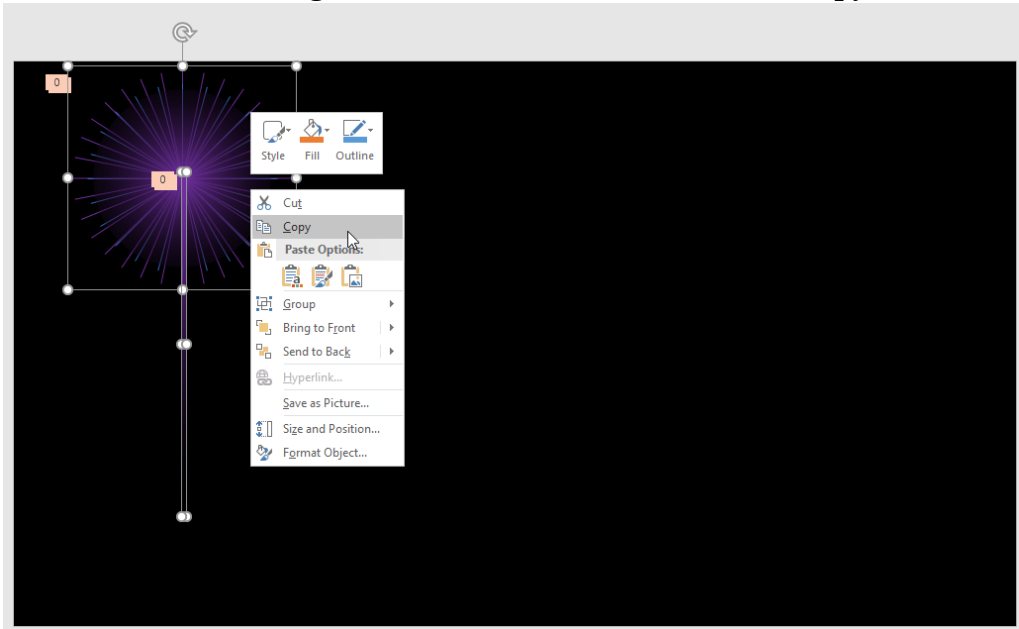 0
Style Fill Outline
0
Cut
Copy
Paste Options:
Group
Bring to Front
Send to Back
Hyperlink...
Save as Picture...
Size and Position...
Format Object...